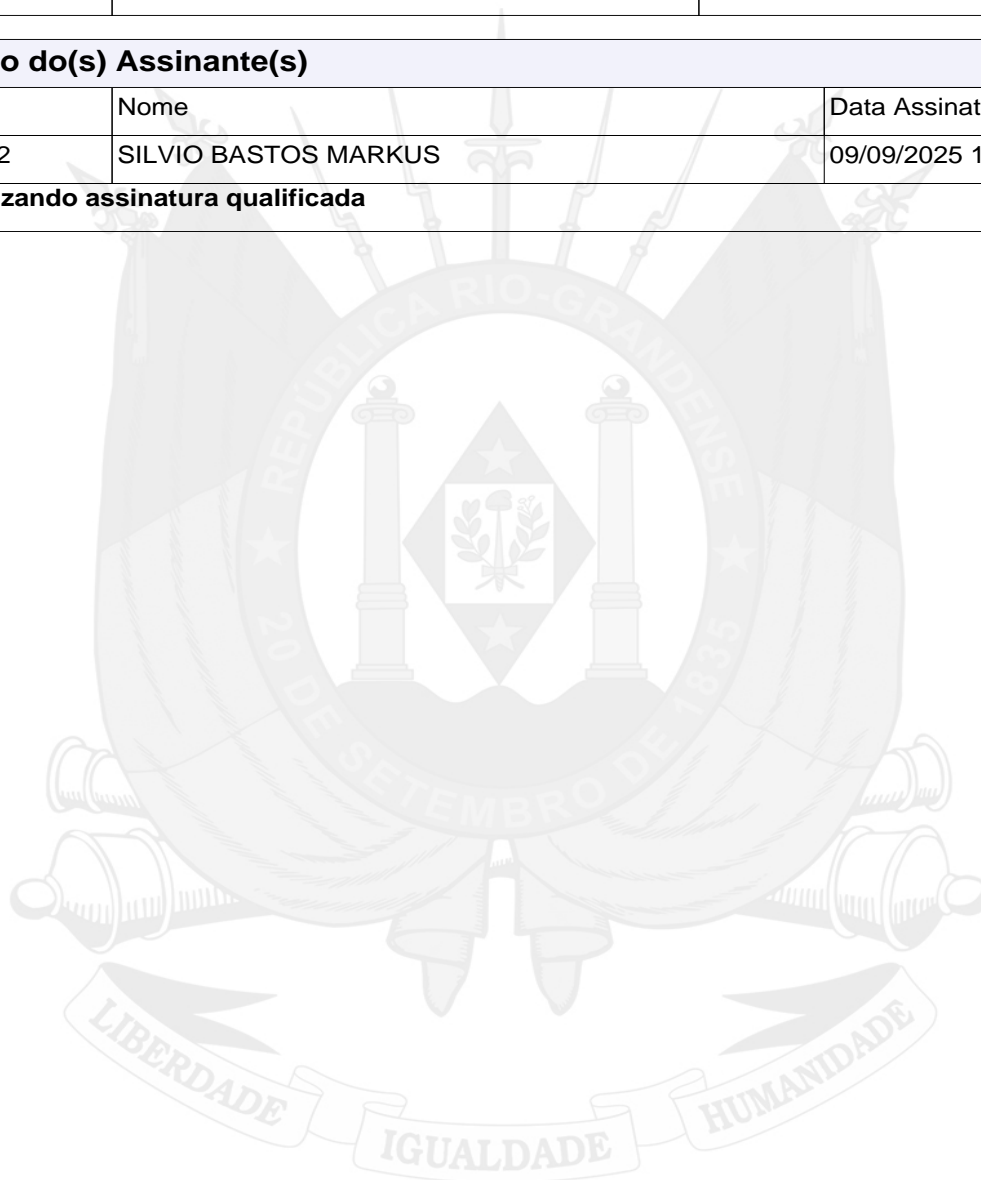 o do(s) Assinante(s)
Nome
Data Assinat
2
SILVIO BASTOS MARKUS
09/09/2025 1
zando assinatura qualificada
REPÚBLICA RIO-GRANDENSE
20 DE SETEMBRO DE 1835
LIBERDADE
IGUALDADE
HUMANIDADE